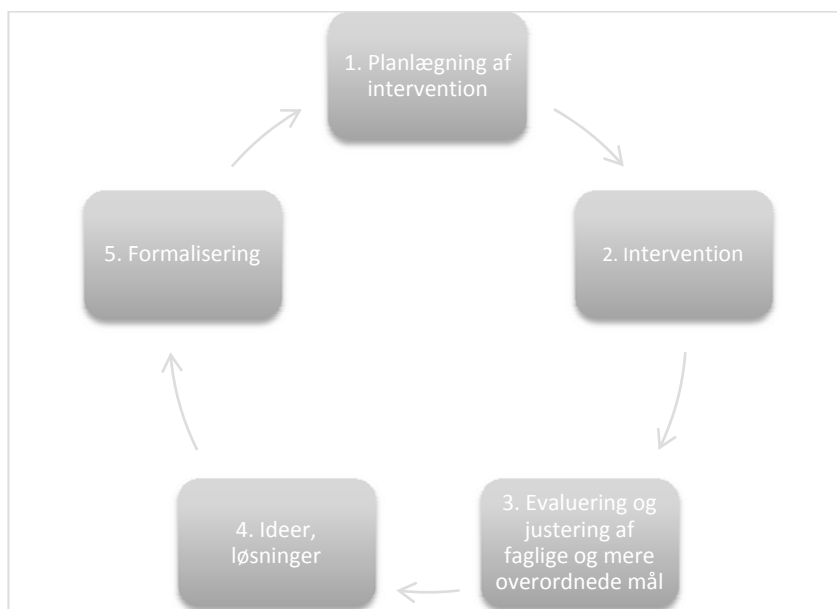 1. Planlægning af
intervention
2. Intervention
3. Evaluering og
justering af
faglige og mere
overordnede mål
4. Ideer,
løsninger
5. Formalisering